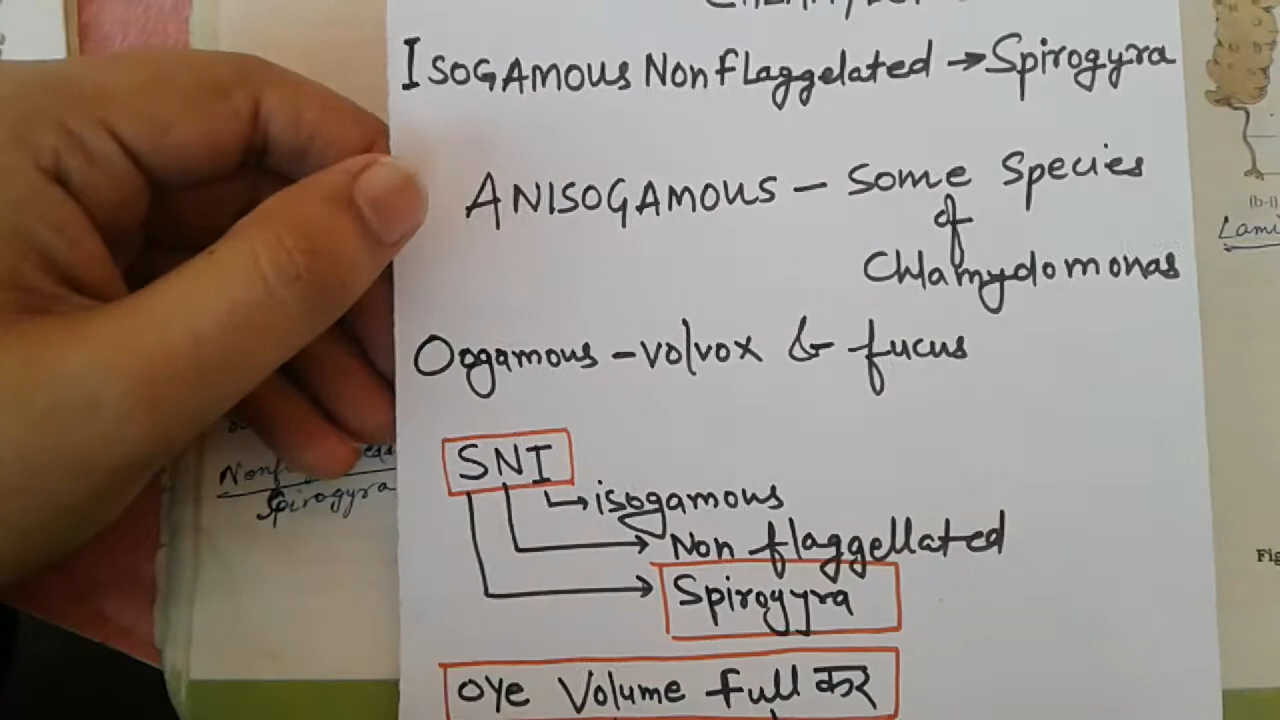 ISOGAMOUS Nonflaggelated → Spirogyra
ANISOGAMOUS - Some Species
of
Chlamydomonas
Oogamous - volvox & fucus
SNI
isogamous
Non flaggellated
Spirogyra
Oye Volume full कर
Spirogyra
(b-i)
Lami
Fig